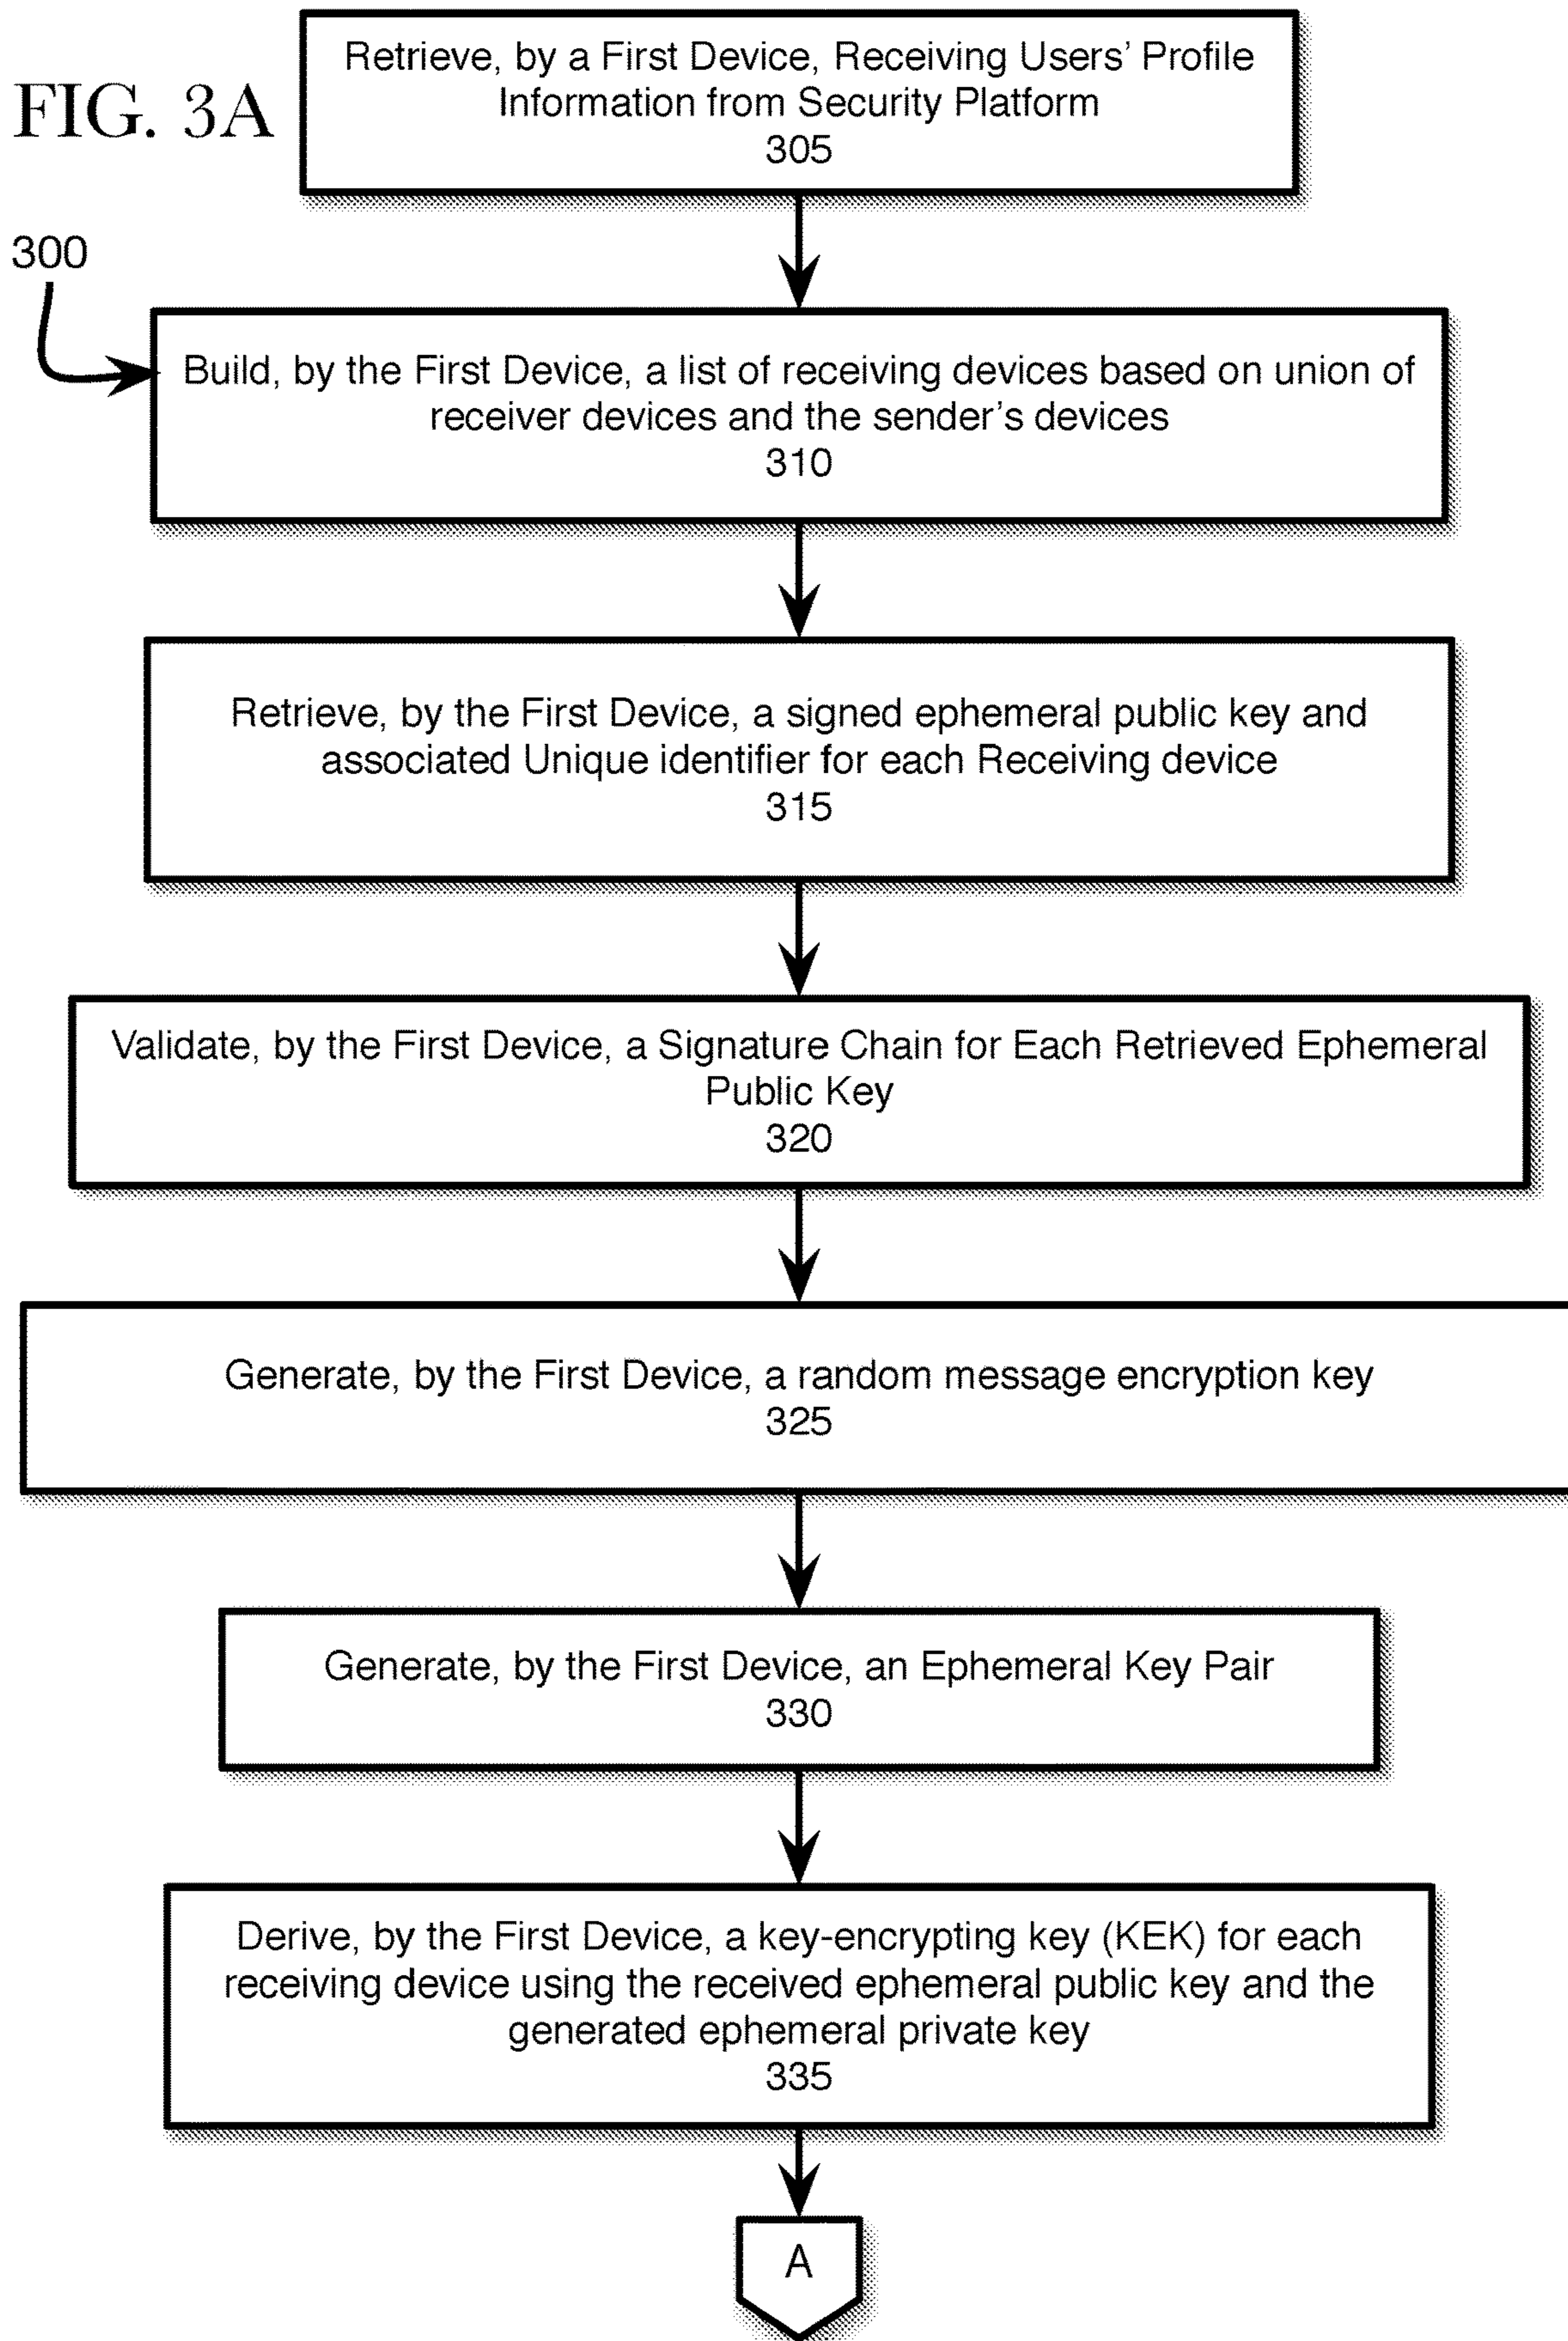 FIG. 3A
Retrieve, by a First Device, Receiving Users’ Profile
Information from Security Platform
305
300
Build, by the First Device, a list of receiving devices based on union of
receiver devices and the sender’s devices
310
Retrieve, by the First Device, a signed ephemeral public key and
associated Unique identifier for each Receiving device
315
Validate, by the First Device, a Signature Chain for Each Retrieved Ephemeral
Public Key
320
Generate, by the First Device, a random message encryption key
325
Generate, by the First Device, an Ephemeral Key Pair
330
Derive, by the First Device, a key-encrypting key (KEK) for each
receiving device using the received ephemeral public key and the
generated ephemeral private key
335
A